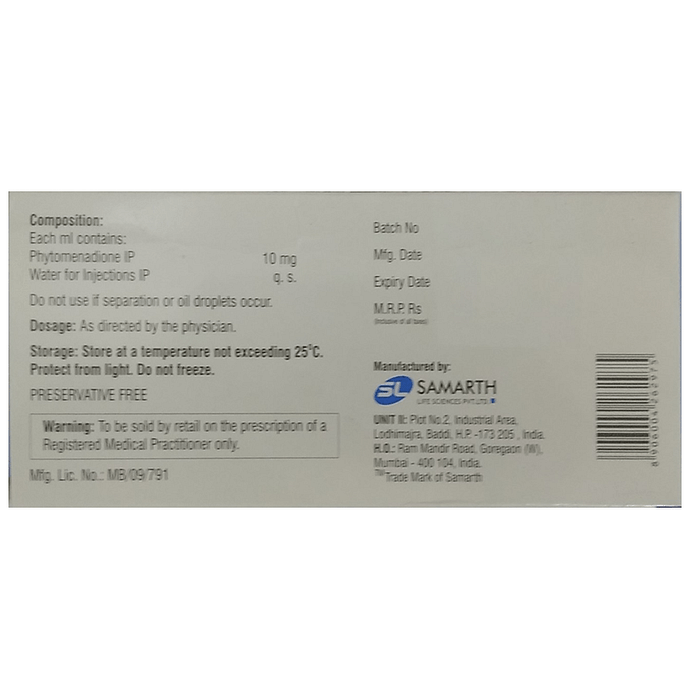 Composition:
Each ml contains:
Phytomenadione IP 10 mg
Water for Injections IP q. s.
Do not use if separation or oil droplets occur.
Dosage: As directed by the physician.
Storage: Store at a temperature not exceeding 25°C.
Protect from light. Do not freeze.
PRESERVATIVE FREE
Warning: To be sold by retail on the prescription of a
Registered Medical Practitioner only.
Mfg. Lic. No.: MB/09/791
Batch No
Mfg. Date
Expiry Date
M.R.P. Rs
(Inclusive of all taxes)
Manufactured by:
SL SAMARTH
LIFE SCIENCES PVT. LTD.
UNIT II: Plot No.2, Industrial Area,
Lodhimajra, Baddi, H.P. -173 205 , India.
H.O.: Ram Mandir Road, Goregaon (W),
Mumbai - 400 104, India.
™Trade Mark of Samarth
8 906004 262975